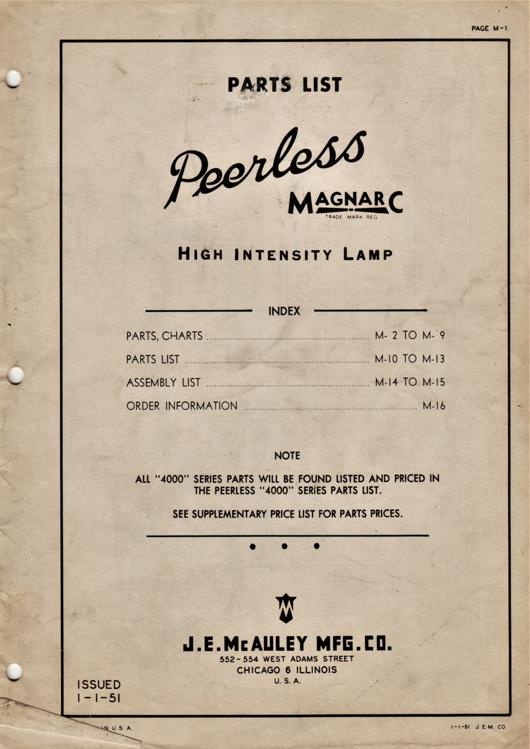 PAGE M-1
PARTS LIST
Peerless
MAGNARC
TRADE MARK REG
HIGH INTENSITY LAMP
INDEX
PARTS, CHARTS ........ M- 2 TO M- 9
PARTS LIST ........ M-10 TO M-13
ASSEMBLY LIST ........ M-14 TO M-15
ORDER INFORMATION ........ M-16
NOTE
ALL "4000" SERIES PARTS WILL BE FOUND LISTED AND PRICED IN
THE PEERLESS "4000" SERIES PARTS LIST.
SEE SUPPLEMENTARY PRICE LIST FOR PARTS PRICES.
M
J.E.McAULEY MFG.CO.
552-554 WEST ADAMS STREET
CHICAGO 6 ILLINOIS
U.S.A.
ISSUED
1-1-51
IN U.S.A.
1-1-51 J.E.M. CO.